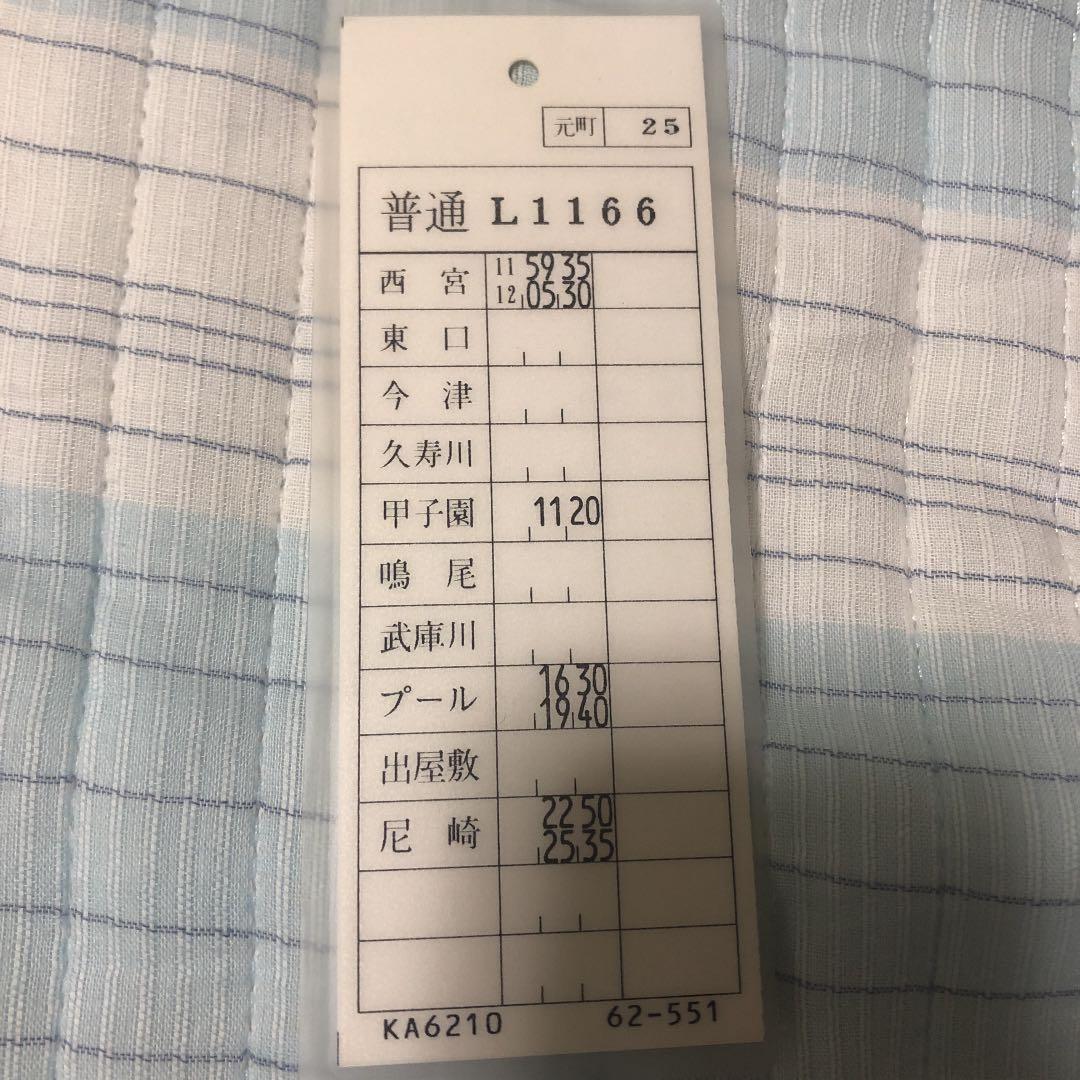 元町 25
普通 L1166
西宮 11 59 35
12 05 30
東口
今津
久寿川
甲子園 11 20
鳴尾
武庫川
プール 16 30
19 40
出屋敷
尼崎 22 50
25 35
KA6210 62-551